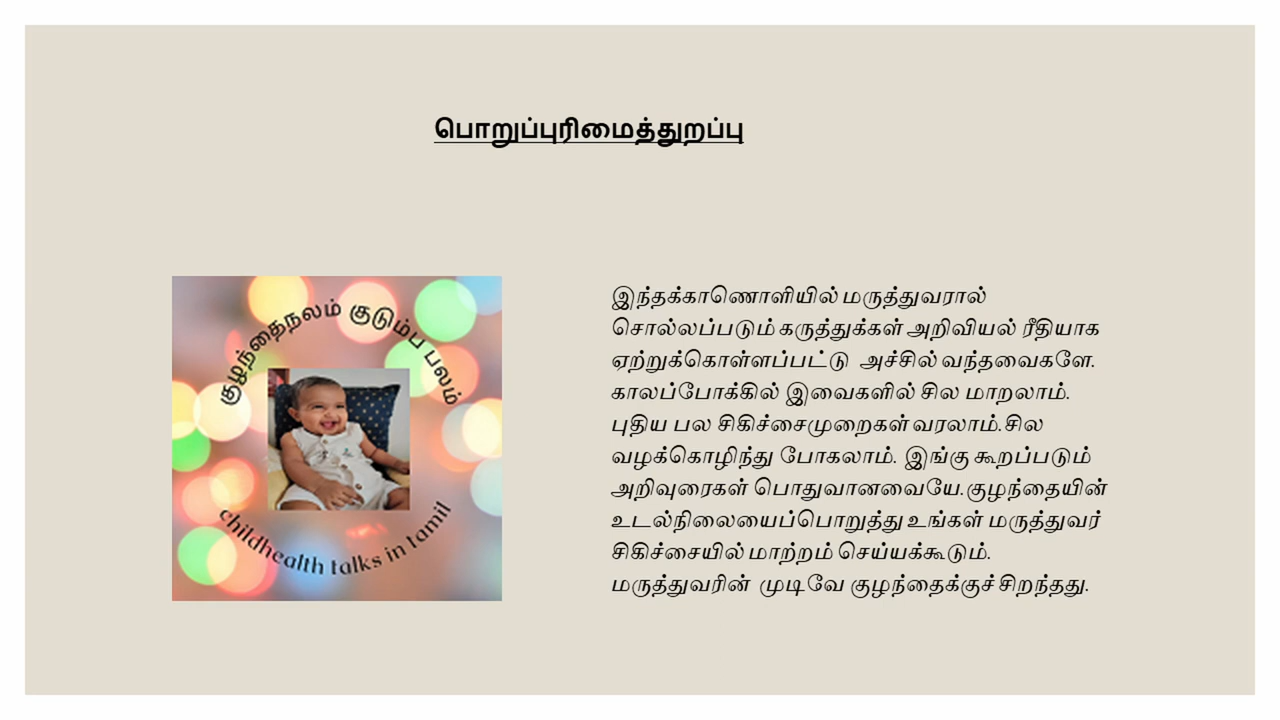 பொறுப்புரிமைத்துறப்பு
குழந்தைநலம் குடும்ப பலம்
childhealth talks in tamil
இந்தக்காணொளியில் மருத்துவரால்
சொல்லப்படும் கருத்துக்கள் அறிவியல் ரீதியாக
ஏற்றுக்கொள்ளப்பட்டு அச்சில் வந்தவைகளே.
காலப்போக்கில் இவைகளில் சில மாறலாம்.
புதிய பல சிகிச்சைமுறைகள் வரலாம்.சில
வழக்கொழிந்து போகலாம். இங்கு கூறப்படும்
அறிவுரைகள் பொதுவானவையே.குழந்தையின்
உடல்நிலையைப்பொறுத்து உங்கள் மருத்துவர்
சிகிச்சையில் மாற்றம் செய்யக்கூடும்.
மருத்துவரின் முடிவே குழந்தைக்குச் சிறந்தது.